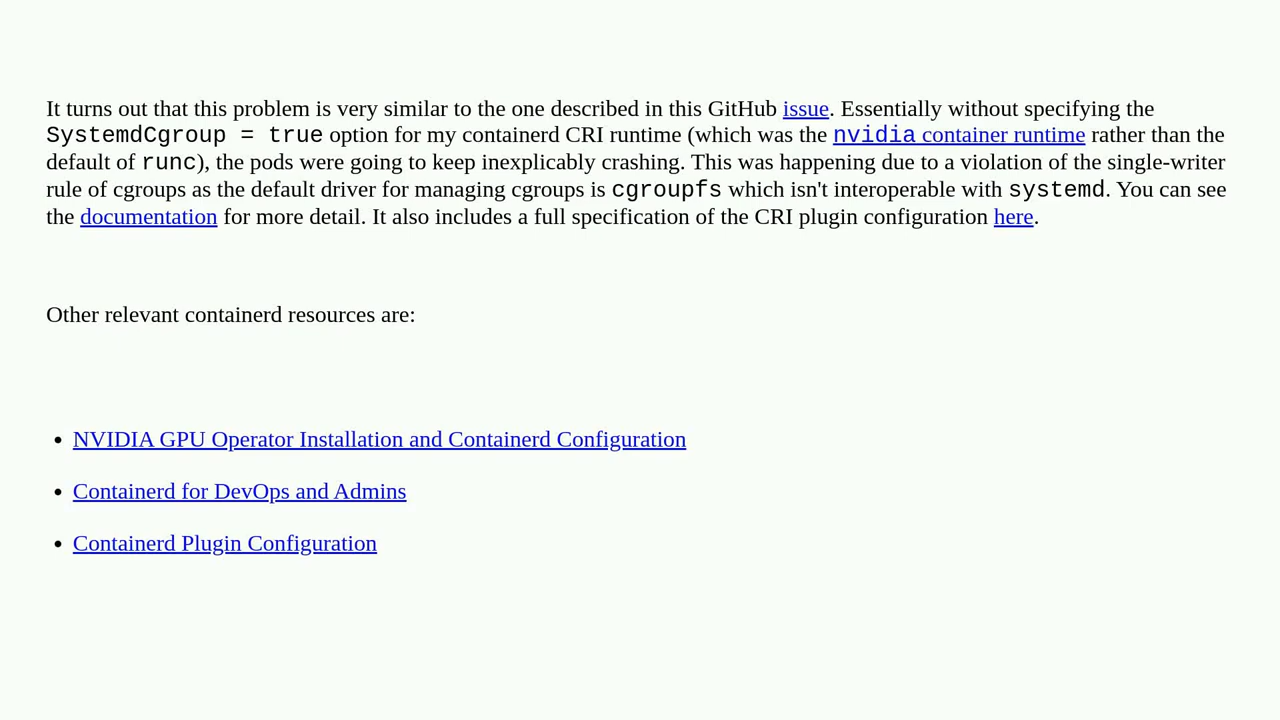 It turns out that this problem is very similar to the one described in this GitHub issue. Essentially without specifying the
SystemdCgroup = true option for my containerd CRI runtime (which was the nvidia container runtime rather than the
default of runc), the pods were going to keep inexplicably crashing. This was happening due to a violation of the single-writer
rule of cgroups as the default driver for managing cgroups is cgroupfs which isn't interoperable with systemd. You can see
the documentation for more detail. It also includes a full specification of the CRI plugin configuration here.
Other relevant containerd resources are:
• NVIDIA GPU Operator Installation and Containerd Configuration
• Containerd for DevOps and Admins
• Containerd Plugin Configuration